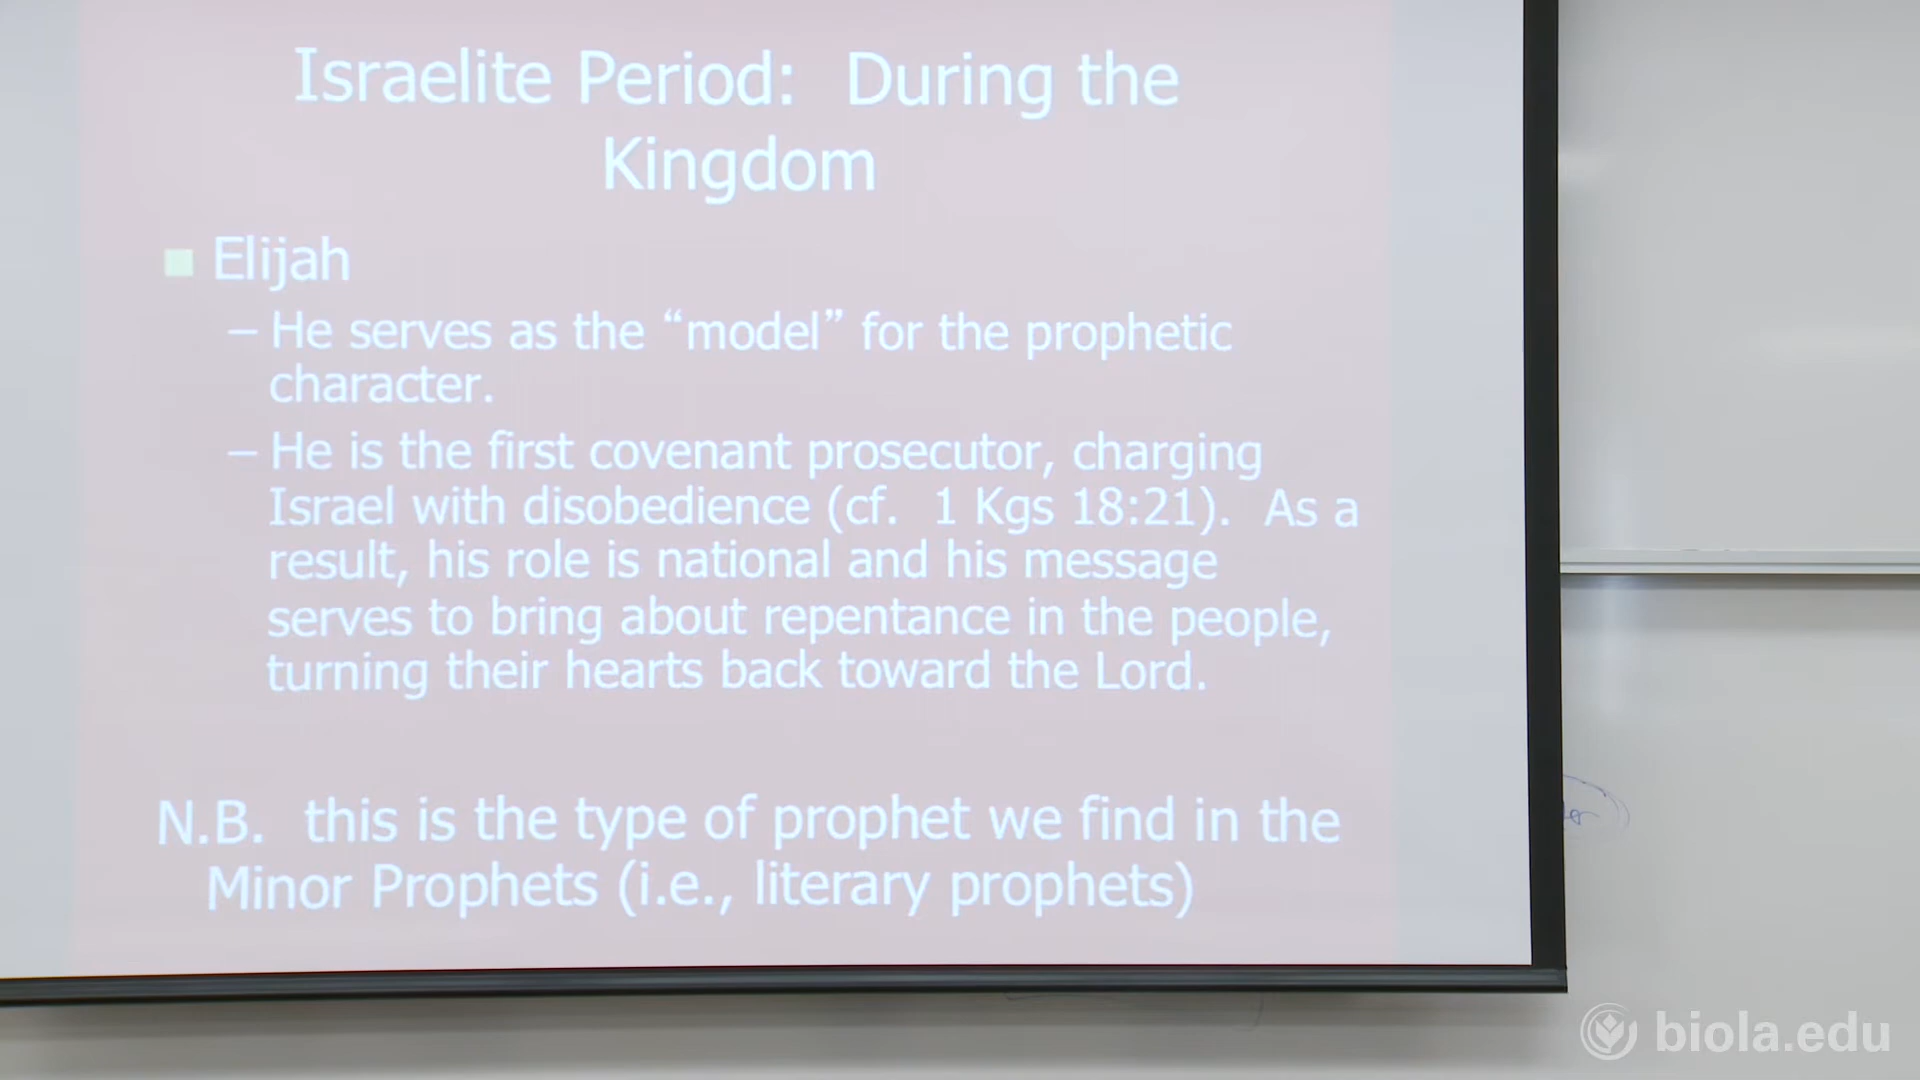 Israelite Period:  During the
Kingdom
Elijah
– He serves as the “model” for the prophetic
character.
– He is the first covenant prosecutor, charging
Israel with disobedience (cf.  1 Kgs 18:21).  As a
result, his role is national and his message
serves to bring about repentance in the people,
turning their hearts back toward the Lord.
N.B.  this is the type of prophet we find in the
Minor Prophets (i.e., literary prophets)
biola.edu